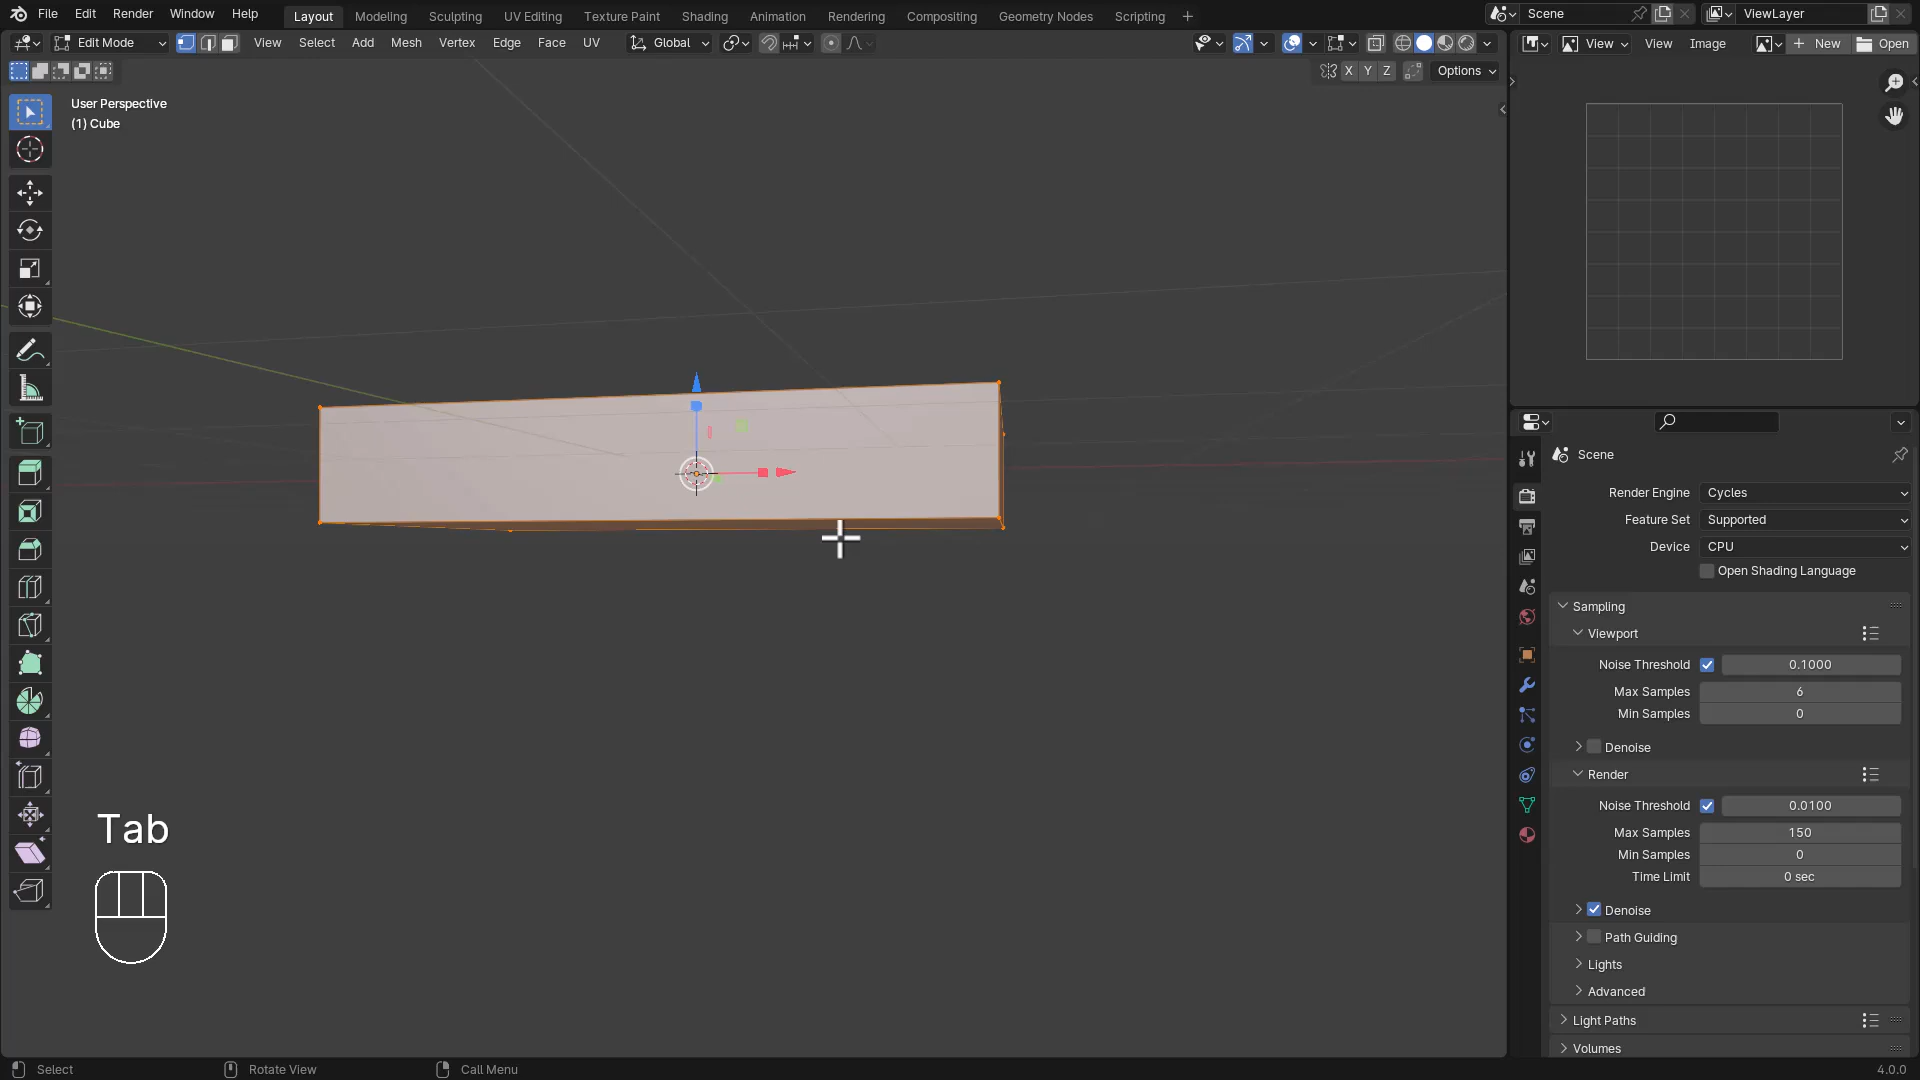 File Edit Render Window Help Layout Modeling Sculpting UV Editing Texture Paint Shading Animation Rendering Compositing Geometry Nodes Scripting Scene ViewLayer
Edit Mode View Select Add Mesh Vertex Edge Face UV Global View View Image New Open
X Y Z Options
User Perspective
(1) Cube
Scene
Render Engine Cycles
Feature Set Supported
Device CPU
Open Shading Language
Sampling
Viewport
Noise Threshold 0.1000
Max Samples 6
Min Samples 0
Denoise
Render
Noise Threshold 0.0100
Max Samples 150
Min Samples 0
Time Limit 0 sec
Denoise
Path Guiding
Lights
Advanced
Light Paths
Volumes
Tab
Select Rotate View Call Menu 4.0.0